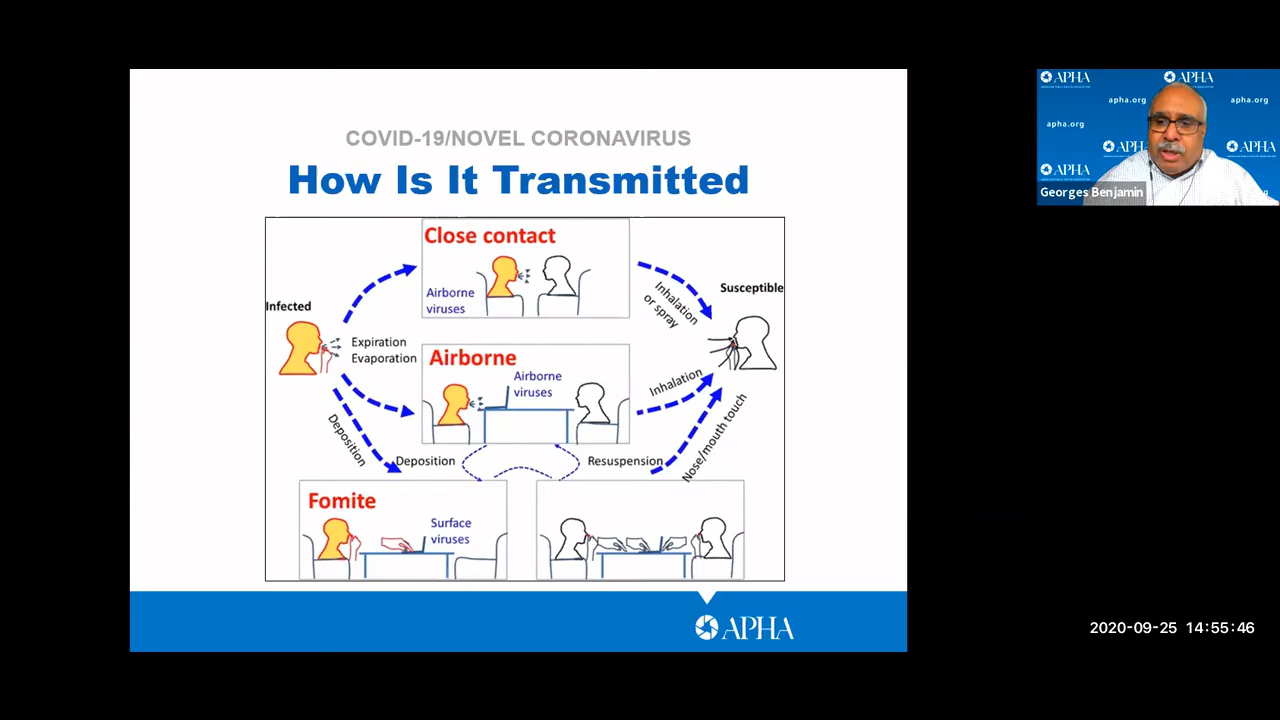 COVID-19/NOVEL CORONAVIRUS
How Is It Transmitted
Close contact
Airborne
viruses
Infected
Expiration
Evaporation
Inhalation
or spray
Susceptible
Airborne
Airborne
viruses
Inhalation
Deposition
Deposition
Resuspension
Nose/mouth touch
Fomite
Surface
viruses
APHA
APHA
APHA
apha.org
apha.org
apha.org
APHA
APHA
APHA
Georges Benjamin
2020-09-25 14:55:46